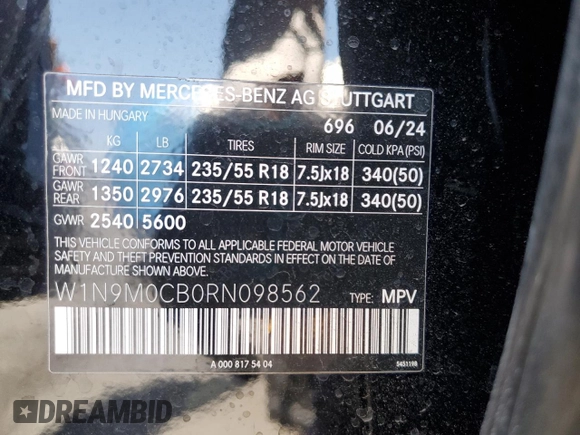 MFD BY MERCEDES-BENZ AG STUTTGART
MADE IN HUNGARY 696 06/24
KG LB TIRES RIM SIZE COLD KPA (PSI)
GAWR FRONT 1240 2734 235/55 R18 7.5Jx18 340(50)
GAWR REAR 1350 2976 235/55 R18 7.5Jx18 340(50)
GVWR 2540 5600
THIS VEHICLE CONFORMS TO ALL APPLICABLE FEDERAL MOTOR VEHICLE
SAFETY AND THEFT PREVENTION STANDARDS IN EFFECT ON THE DATE
OF MANUFACTURE SHOWN ABOVE.
W1N9M0CB0RN098562 TYPE: MPV
A 000 817 54 04 5431198
DREAMBID